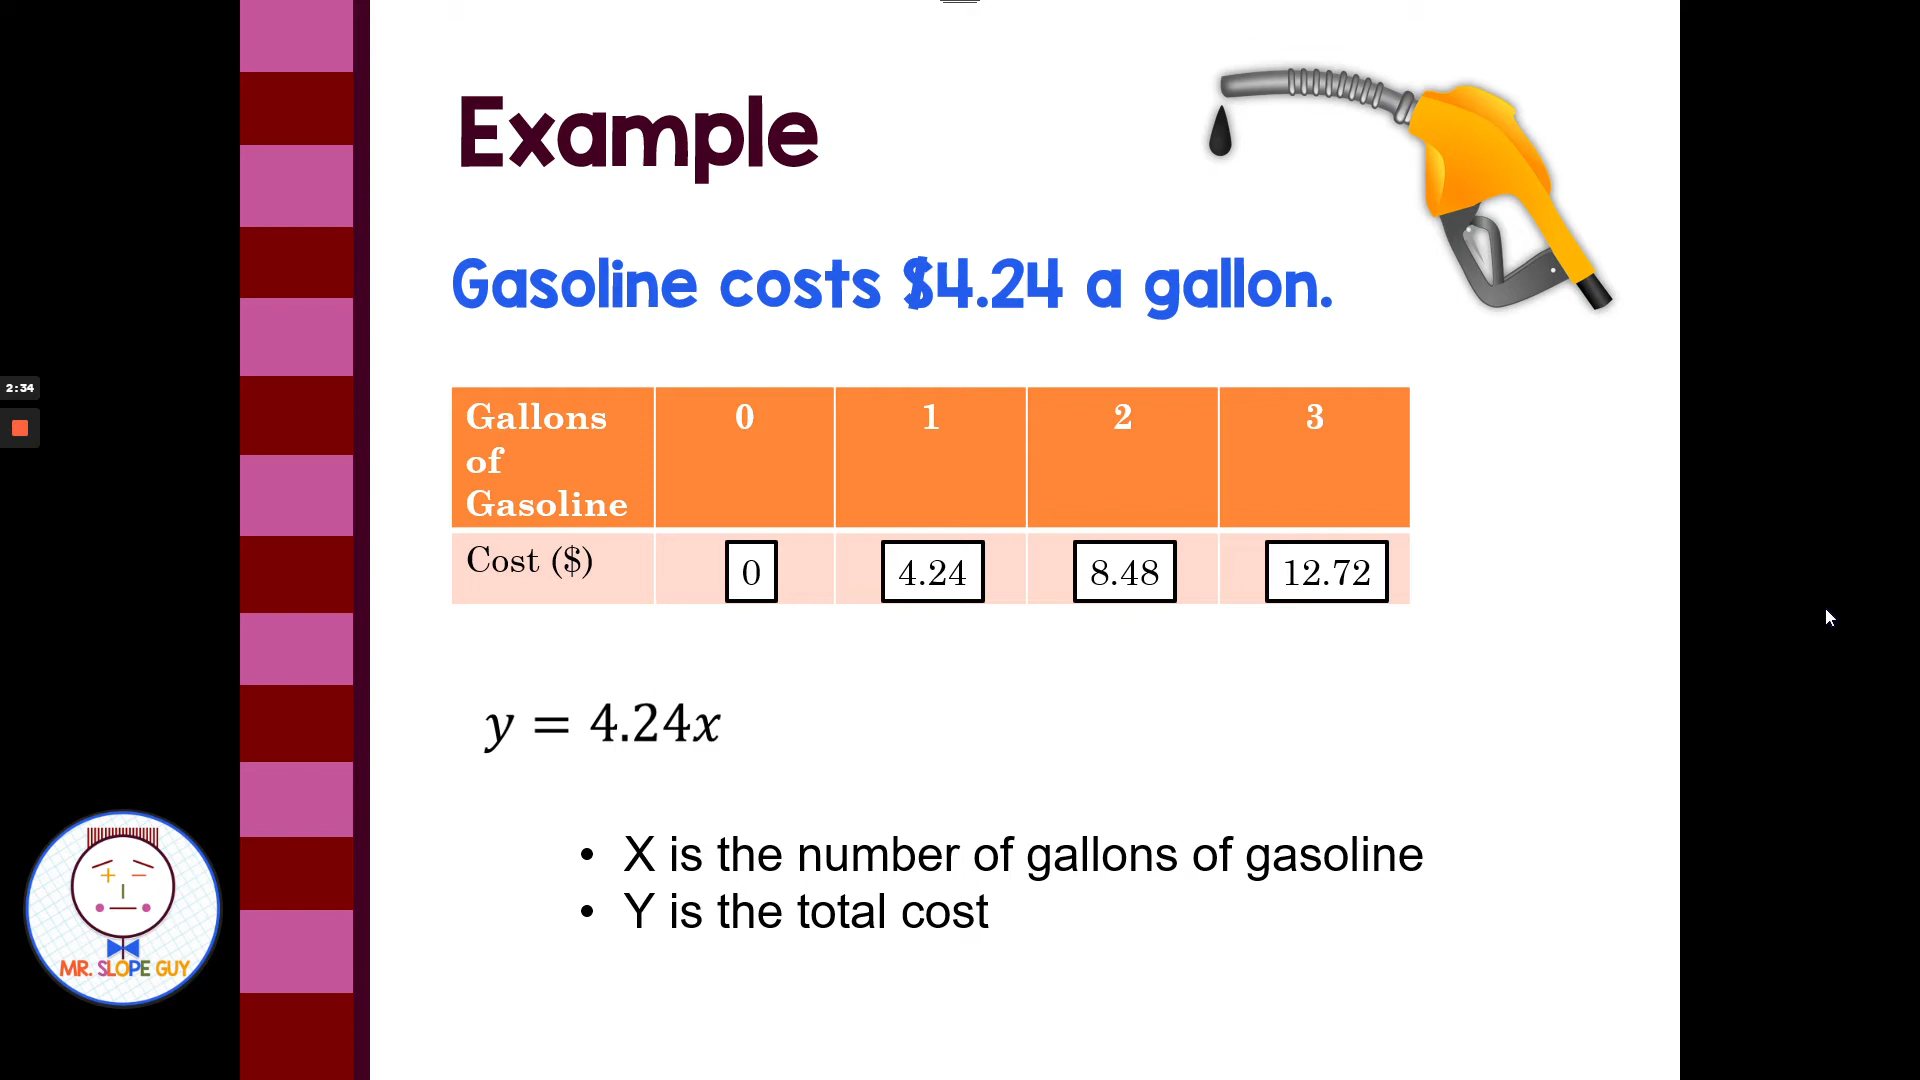 Example
Gasoline costs $4.24 a gallon.
Gallons of Gasoline 0 1 2 3
Cost ($) 0 4.24 8.48 12.72
y = 4.24x
• X is the number of gallons of gasoline
• Y is the total cost
2:34
MR. SLOPE GUY